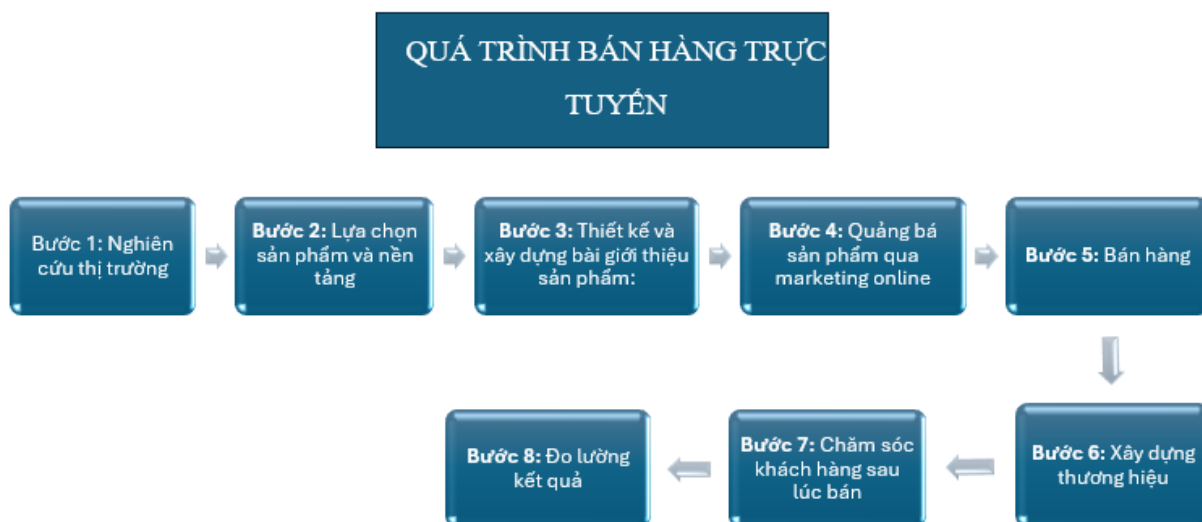 QUÁ TRÌNH BÁN HÀNG TRỰC
TUYẾN
Bước 1: Nghiên
cứu thị trường
Bước 2: Lựa chọn
sản phẩm và nền
tảng
Bước 3: Thiết kế và
xây dựng bài giới thiệu
sản phẩm:
Bước 4: Quảng bá
sản phẩm qua
marketing online
Bước 5: Bán hàng
Bước 6: Xây dựng
thương hiệu
Bước 7: Chăm sóc
khách hàng sau
lúc bán
Bước 8: Đo lường
kết quả